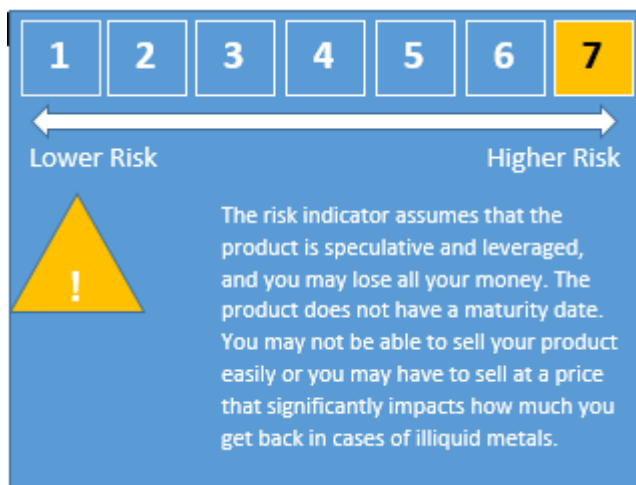 1 2 3 4 5 6 7
Lower Risk Higher Risk
!
The risk indicator assumes that the
product is speculative and leveraged,
and you may lose all your money. The
product does not have a maturity date.
You may not be able to sell your product
easily or you may have to sell at a price
that significantly impacts how much you
get back in cases of illiquid metals.